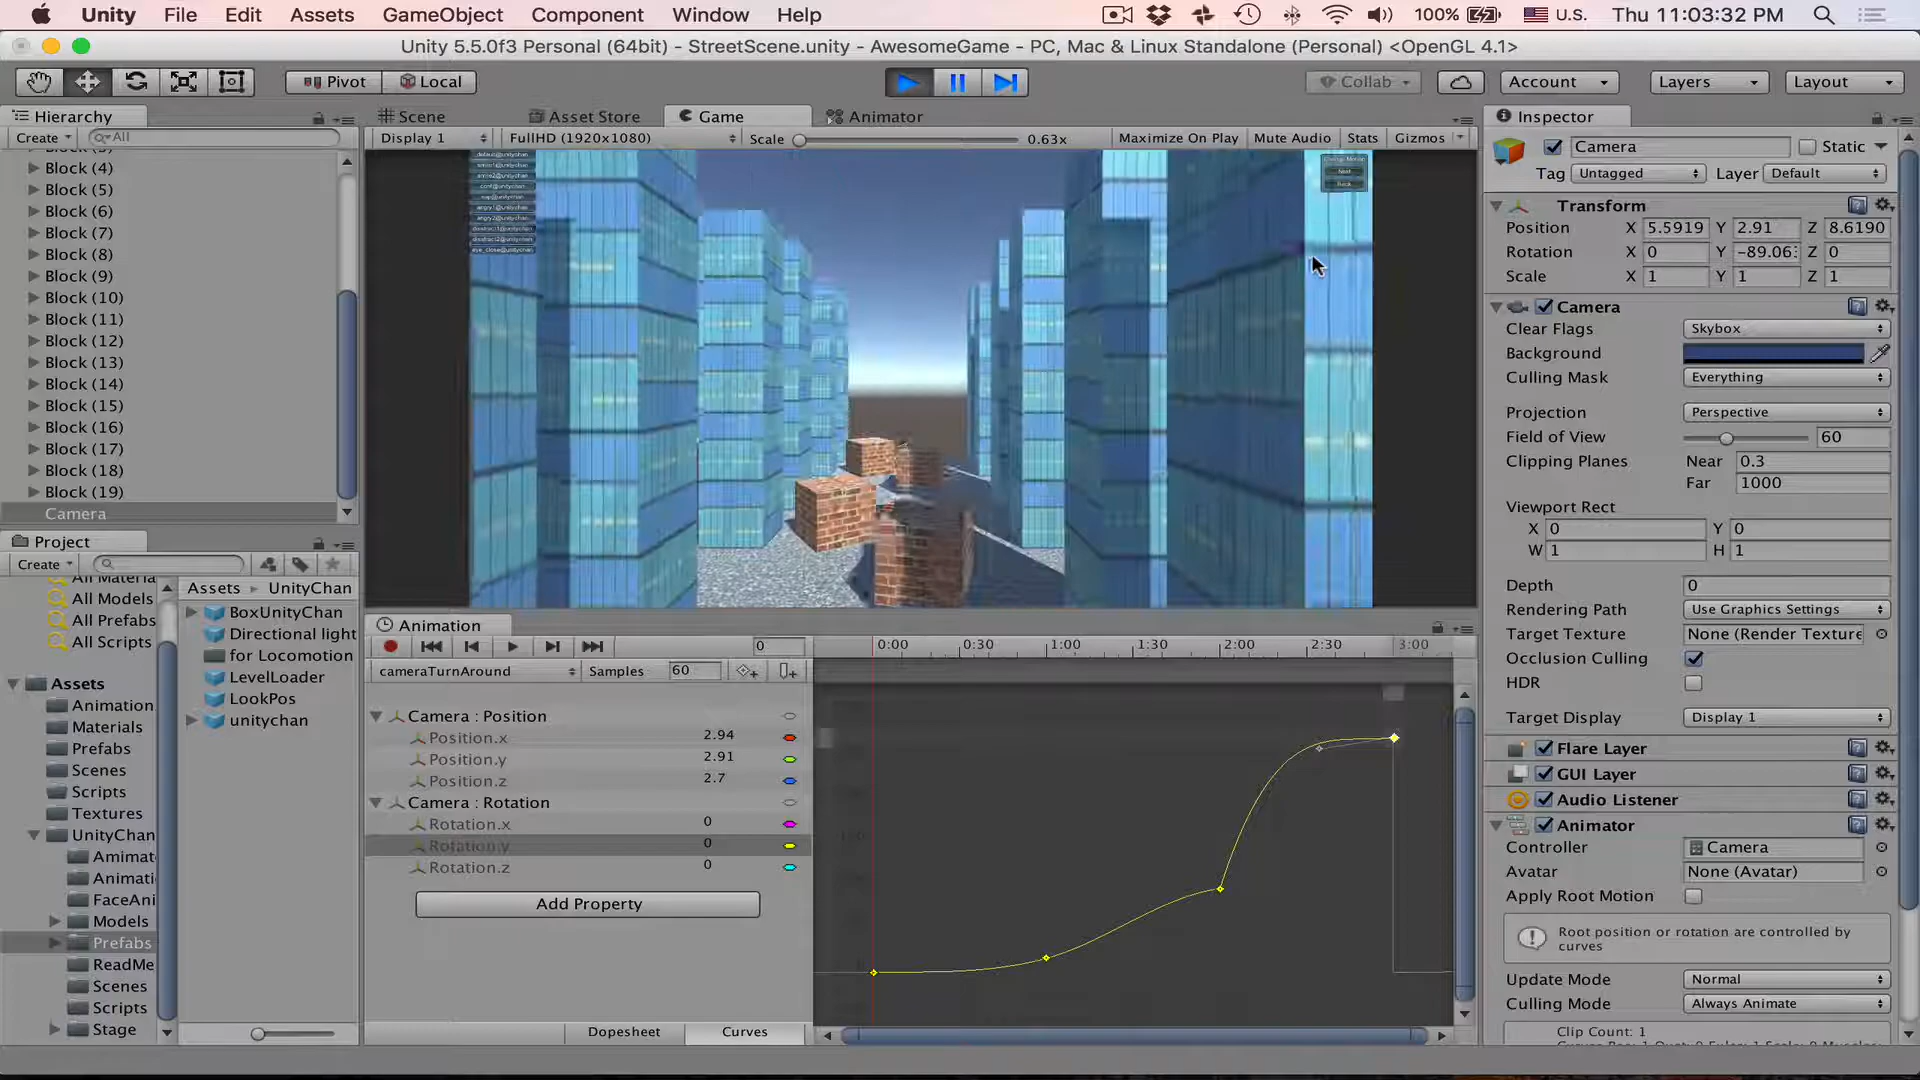 Unity File Edit Assets GameObject Component Window Help 100% U.S. Thu 11:03:32 PM
Unity 5.5.0f3 Personal (64bit) - StreetScene.unity - AwesomeGame - PC, Mac & Linux Standalone (Personal) <OpenGL 4.1>
Pivot Local Collab Account Layers Layout
Hierarchy
Create All
Block (4)
Block (5)
Block (6)
Block (7)
Block (8)
Block (9)
Block (10)
Block (11)
Block (12)
Block (13)
Block (14)
Block (15)
Block (16)
Block (17)
Block (18)
Block (19)
Camera
Scene Asset Store Game Animator
Display 1 FullHD (1920x1080) Scale 0.63x Maximize On Play Mute Audio Stats Gizmos
Next
Back
Project
Create
All Materia
All Models
All Prefabs
All Scripts
Assets
Animation
Materials
Prefabs
Scenes
Scripts
Textures
UnityChan
Amimat
Animati
FaceAni
Models
Prefabs
ReadMe
Scenes
Scripts
Stage
Assets UnityChan
BoxUnityChan
Directional light
for Locomotion
LevelLoader
LookPos
unitychan
Animation
0
cameraTurnAround Samples 60
0:00 0:30 1:00 1:30 2:00 2:30 3:00
Camera : Position
Position.x 2.94
Position.y 2.91
Position.z 2.7
Camera : Rotation
Rotation.x 0
Rotation.y 0
Rotation.z 0
Add Property
Dopesheet Curves
Inspector
Camera Static
Tag Untagged Layer Default
Transform
Position X 5.5919 Y 2.91 Z 8.6190
Rotation X 0 Y -89.06 Z 0
Scale X 1 Y 1 Z 1
Camera
Clear Flags Skybox
Background
Culling Mask Everything
Projection Perspective
Field of View 60
Clipping Planes Near 0.3
Far 1000
Viewport Rect
X 0 Y 0
W 1 H 1
Depth 0
Rendering Path Use Graphics Settings
Target Texture None (Render Texture
Occlusion Culling
HDR
Target Display Display 1
Flare Layer
GUI Layer
Audio Listener
Animator
Controller Camera
Avatar None (Avatar)
Apply Root Motion
Root position or rotation are controlled by
curves
Update Mode Normal
Culling Mode Always Animate
Clip Count: 1